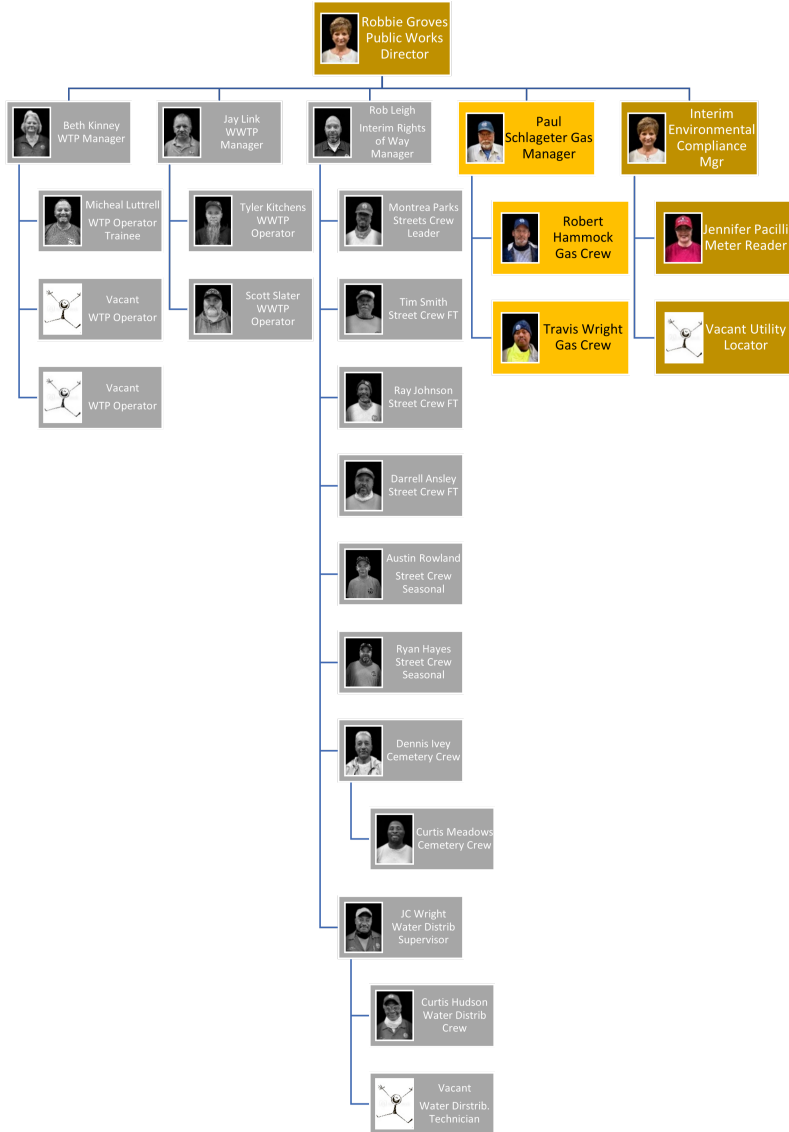 Robbie Groves
Public Works
Director
Beth Kinney
WTP Manager
Jay Link
WWTP
Manager
Rob Leigh
Interim Rights
of Way
Manager
Paul
Schlageter Gas
Manager
Interim
Environmental
Compliance
Mgr
Micheal Luttrell
WTP Operator
Trainee
Vacant
WTP Operator
Vacant
WTP Operator
Tyler Kitchens
WWTP
Operator
Scott Slater
WWTP
Operator
Montrea Parks
Streets Crew
Leader
Tim Smith
Street Crew FT
Ray Johnson
Street Crew FT
Darrell Ansley
Street Crew FT
Austin Rowland
Street Crew
Seasonal
Ryan Hayes
Street Crew
Seasonal
Dennis Ivey
Cemetery Crew
Curtis Meadows
Cemetery Crew
JC Wright
Water Distrib
Supervisor
Curtis Hudson
Water Distrib
Crew
Vacant
Water Dirstrib.
Technician
Robert
Hammock
Gas Crew
Travis Wright
Gas Crew
Jennifer Pacilli
Meter Reader
Vacant Utility
Locator